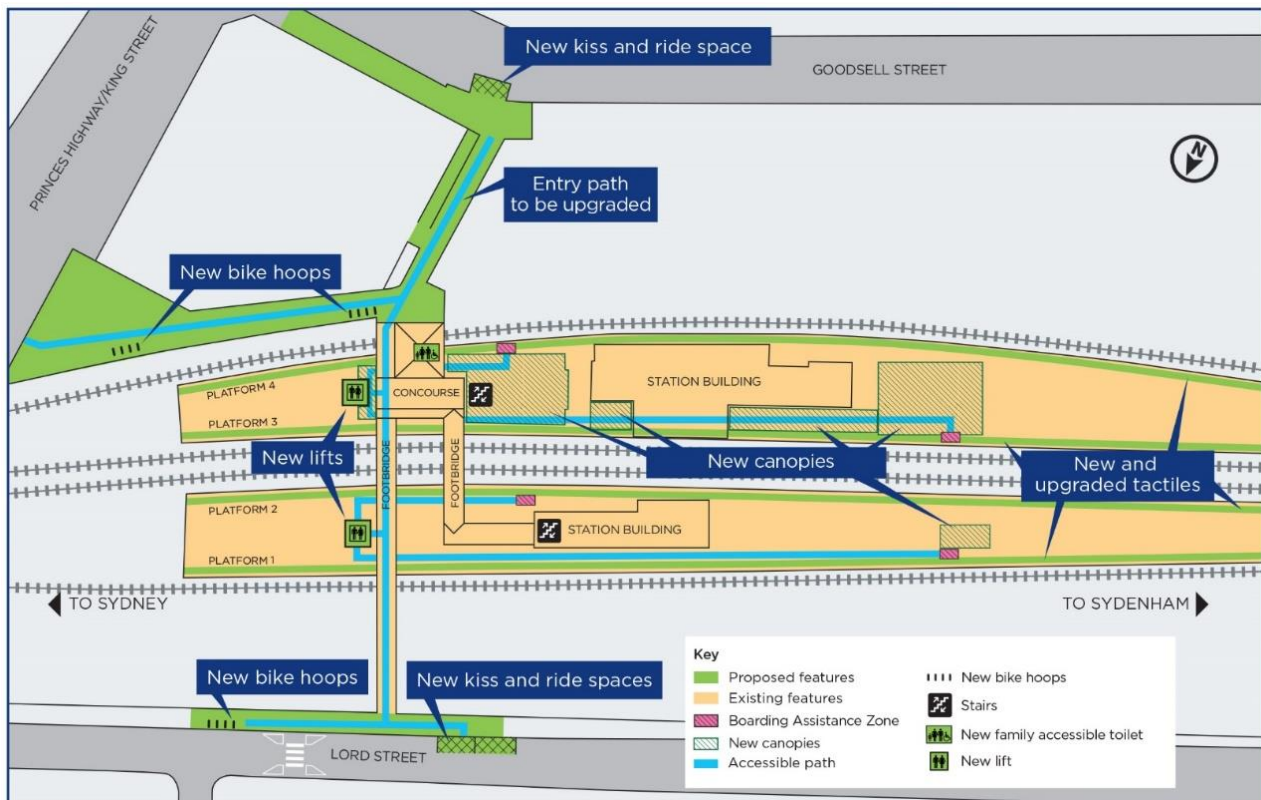 PRINCES HIGHWAY/KING STREET
New kiss and ride space
GOODSELL STREET
N
Entry path
to be upgraded
New bike hoops
PLATFORM 4
CONCOURSE
STATION BUILDING
PLATFORM 3
New lifts
FOOTBRIDGE
FOOTBRIDGE
New canopies
New and
upgraded tactiles
PLATFORM 2
STATION BUILDING
PLATFORM 1
TO SYDNEY
TO SYDENHAM
New bike hoops
New kiss and ride spaces
LORD STREET
Key
Proposed features
Existing features
Boarding Assistance Zone
New canopies
Accessible path
New bike hoops
Stairs
New family accessible toilet
New lift